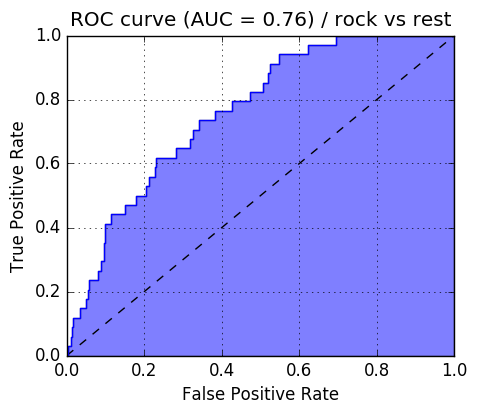 ROC curve (AUC = 0.76) / rock vs rest
1.0
0.8
0.6
0.4
0.2
0.0
True Positive Rate
0.0 0.2 0.4 0.6 0.8 1.0
False Positive Rate